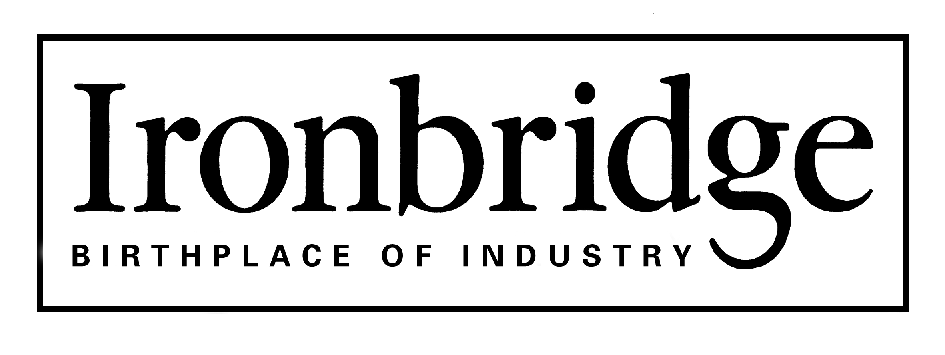 Ironbridge
BIRTHPLACE OF INDUSTRY